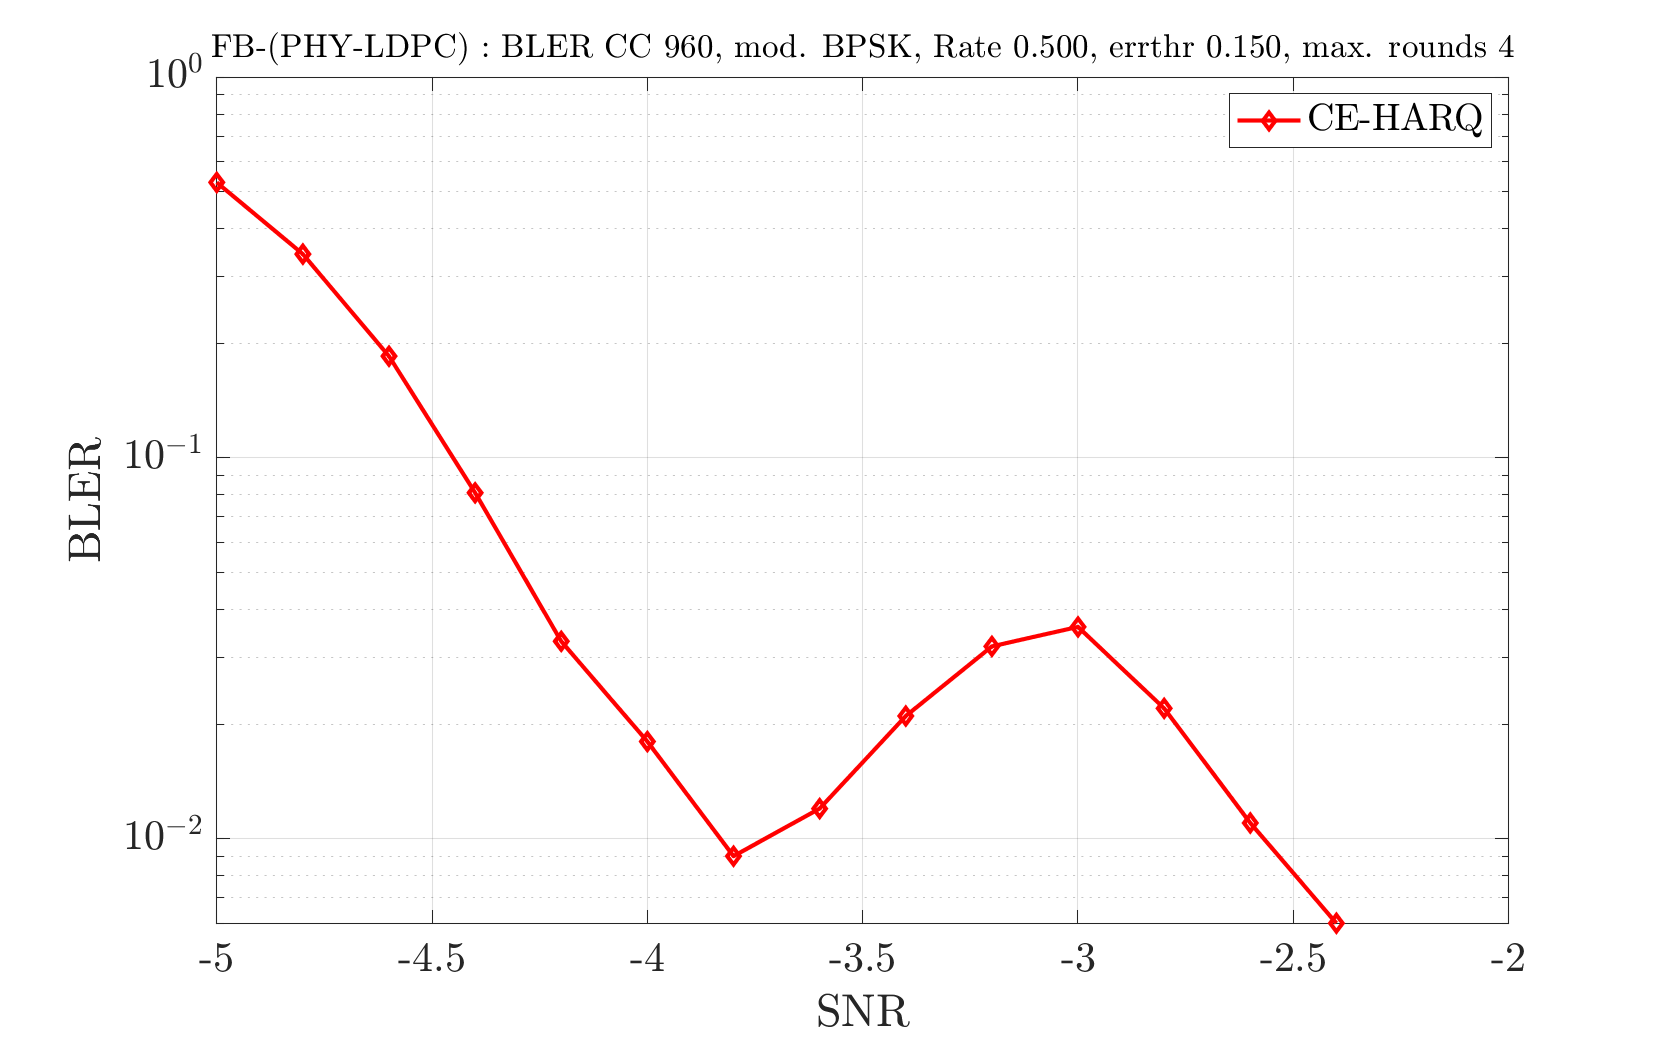 FB-(PHY-LDPC) : BLER CC 960, mod. BPSK, Rate 0.500, errthr 0.150, max. rounds 4
CE-HARQ
10^0
10^{-1}
10^{-2}
BLER
-5 -4.5 -4 -3.5 -3 -2.5 -2
SNR